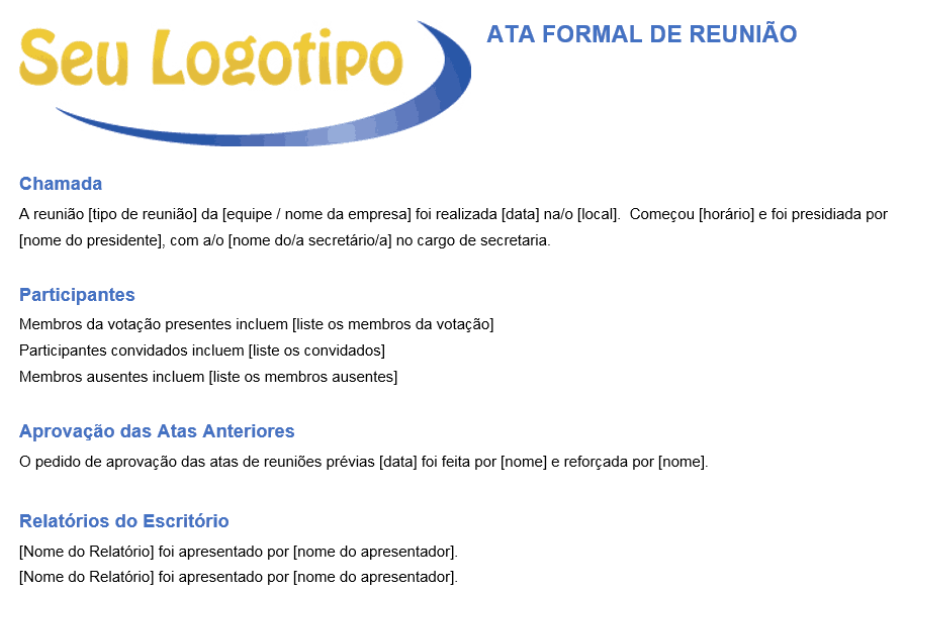 Seu Logotipo
ATA FORMAL DE REUNIÃO
Chamada
A reunião [tipo de reunião] da [equipe / nome da empresa] foi realizada [data] na/o [local].  Começou [horário] e foi presidiada por
[nome do presidente], com a/o [nome do/a secretário/a] no cargo de secretaria.
Participantes
Membros da votação presentes incluem [liste os membros da votação]
Participantes convidados incluem [liste os convidados]
Membros ausentes incluem [liste os membros ausentes]
Aprovação das Atas Anteriores
O pedido de aprovação das atas de reuniões prévias [data] foi feita por [nome] e reforçada por [nome].
Relatórios do Escritório
[Nome do Relatório] foi apresentado por [nome do apresentador].
[Nome do Relatório] foi apresentado por [nome do apresentador].